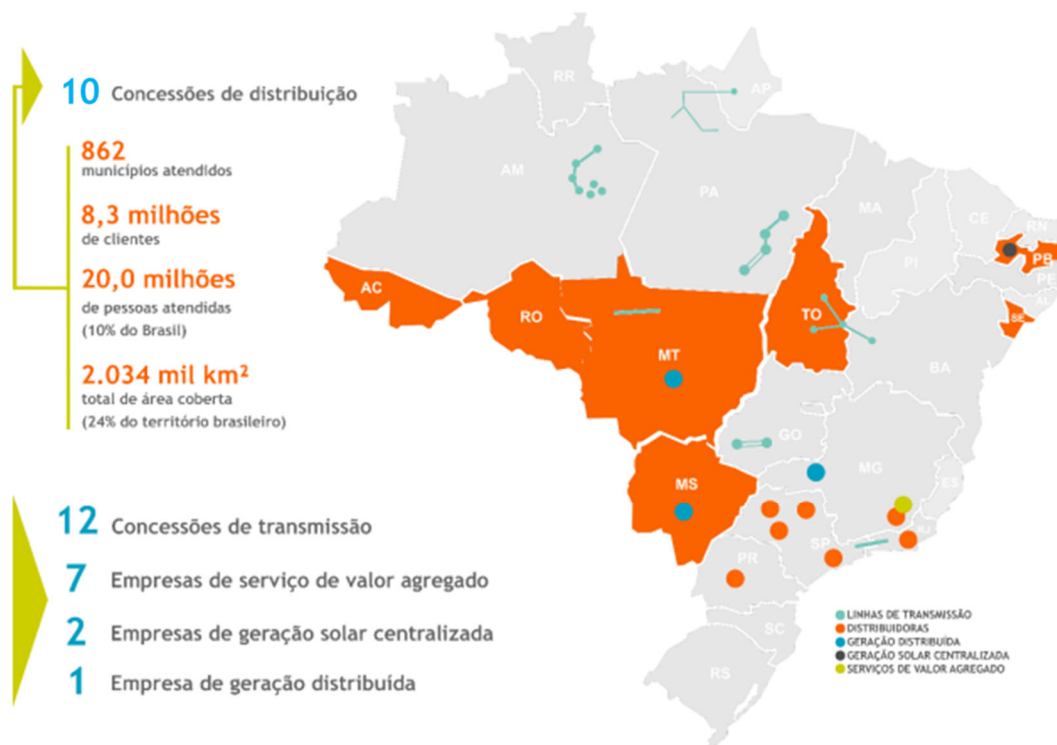 10 Concessões de distribuição
862
municípios atendidos
8,3 milhões
de clientes
20,0 milhões
de pessoas atendidas
(10% do Brasil)
2.034 mil km²
total de área coberta
(24% do território brasileiro)
12 Concessões de transmissão
7 Empresas de serviço de valor agregado
2 Empresas de geração solar centralizada
1 Empresa de geração distribuída
RR
AP
AM
PA
MA
CE
RN
PI
PB
PE
AL
AC
RO
TO
SE
MT
BA
GO
MG
MS
ES
SP
RJ
PR
SC
RS
LINHAS DE TRANSMISSÃO
DISTRIBUIDORAS
GERAÇÃO DISTRIBUÍDA
GERAÇÃO SOLAR CENTRALIZADA
SERVIÇOS DE VALOR AGREGADO